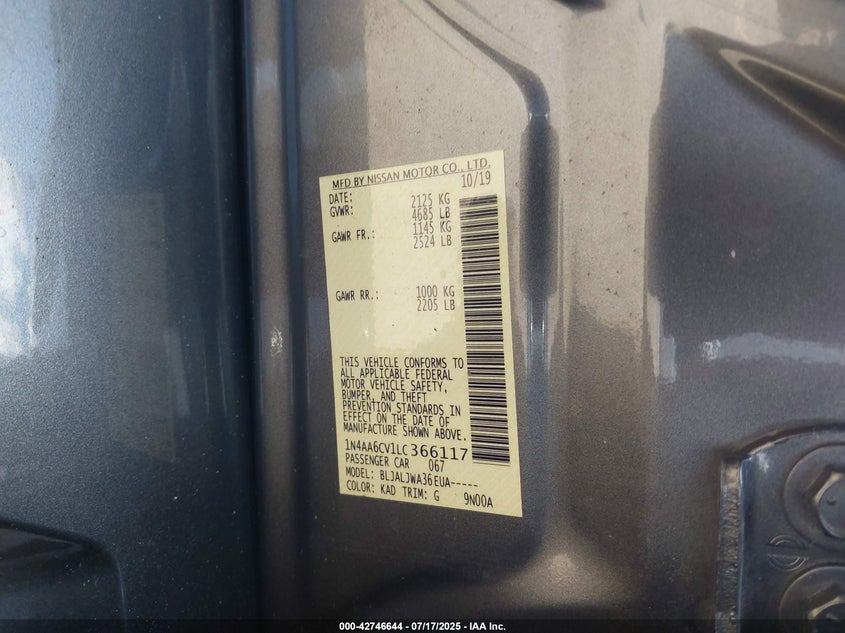 MFD BY NISSAN MOTOR CO., LTD.
DATE: 10/19
GVWR: 2125 KG
4685 LB
GAWR FR.: 1145 KG
2524 LB
GAWR RR.: 1000 KG
2205 LB
THIS VEHICLE CONFORMS TO
ALL APPLICABLE FEDERAL
MOTOR VEHICLE SAFETY,
BUMPER, AND THEFT
PREVENTION STANDARDS IN
EFFECT ON THE DATE OF
MANUFACTURE SHOWN ABOVE.
1N4AA6CV1LC366117
PASSENGER CAR 067
MODEL: BLJALJWA36EUA-----
COLOR: KAD TRIM: G 9N00A
000-42746644 / 07/17/2025 - IAA Inc.